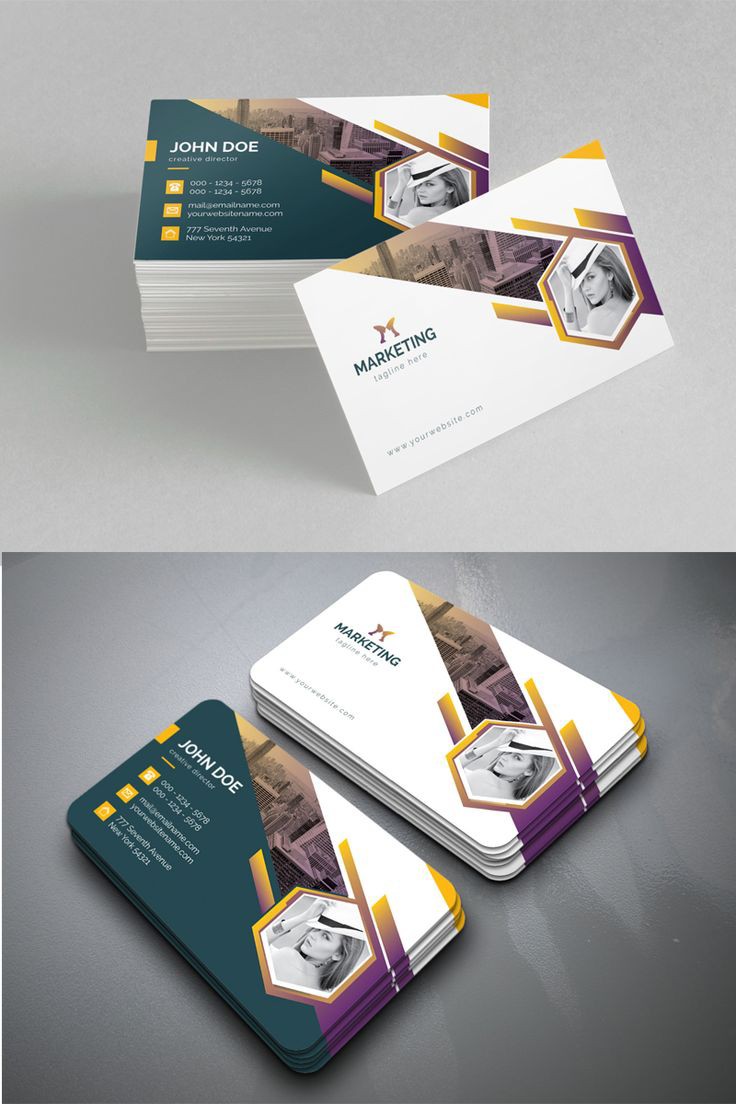 JOHN DOE
creative director
000 - 1234 - 5678
000 - 1234 - 5678
mail@emailname.com
yourwebsitename.com
777 Seventh Avenue
New York 54321
MARKETING
tagline here
www.yourwebsite.com
MARKETING
tagline here
www.yourwebsite.com
JOHN DOE
creative director
000 - 1234 - 5678
000 - 1234 - 5678
mail@emailname.com
yourwebsitename.com
777 Seventh Avenue
New York 54321